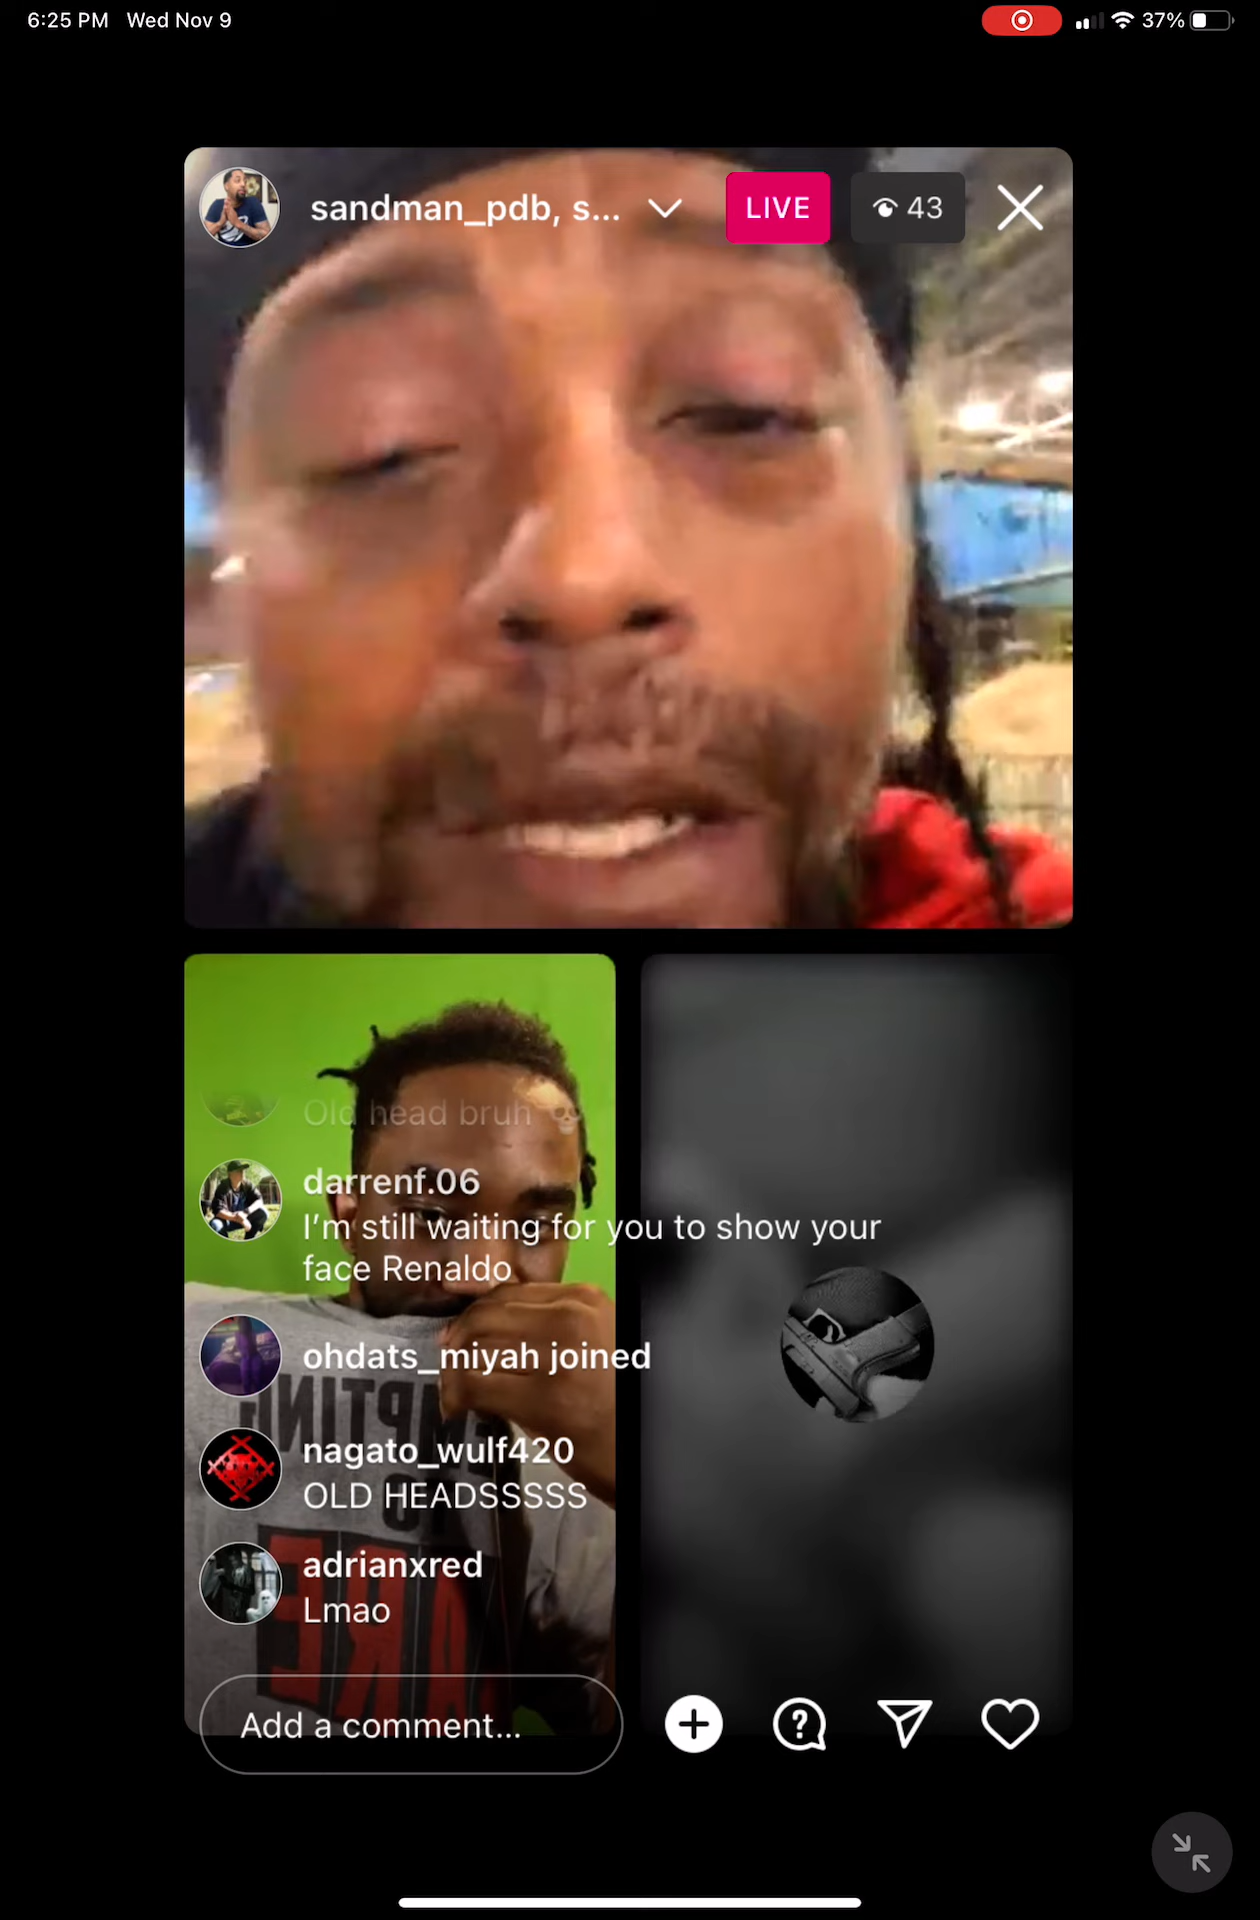 6:25 PM Wed Nov 9
37%
sandman_pdb, s...
LIVE
43
Old head bruh 💀
darrenf.06
I'm still waiting for you to show your
face Renaldo
ohdats_miyah joined
nagato_wulf420
OLD HEADSSSSS
adrianxred
Lmao
Add a comment...